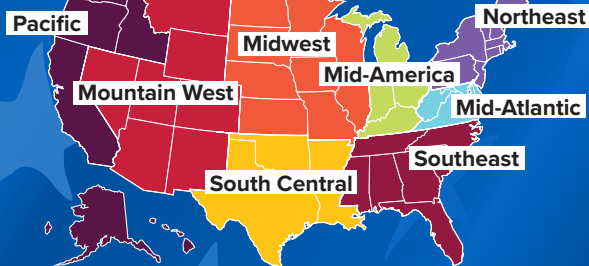 Pacific
Northeast
Midwest
Mid-America
Mountain West
Mid-Atlantic
Southeast
South Central